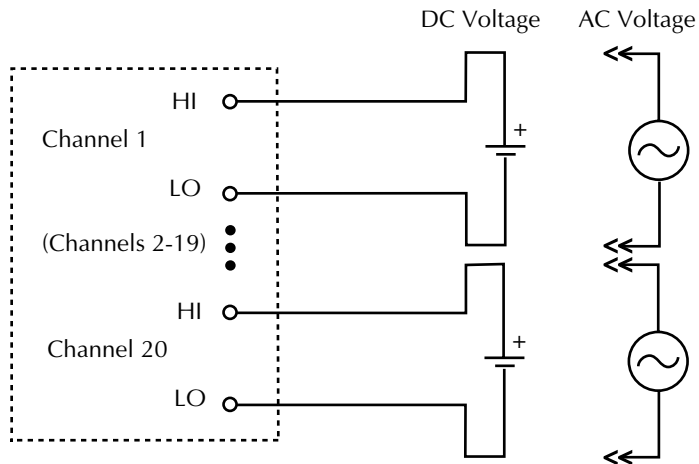 DC Voltage
AC Voltage
HI
Channel 1
+
LO
(Channels 2-19)
HI
Channel 20
+
LO